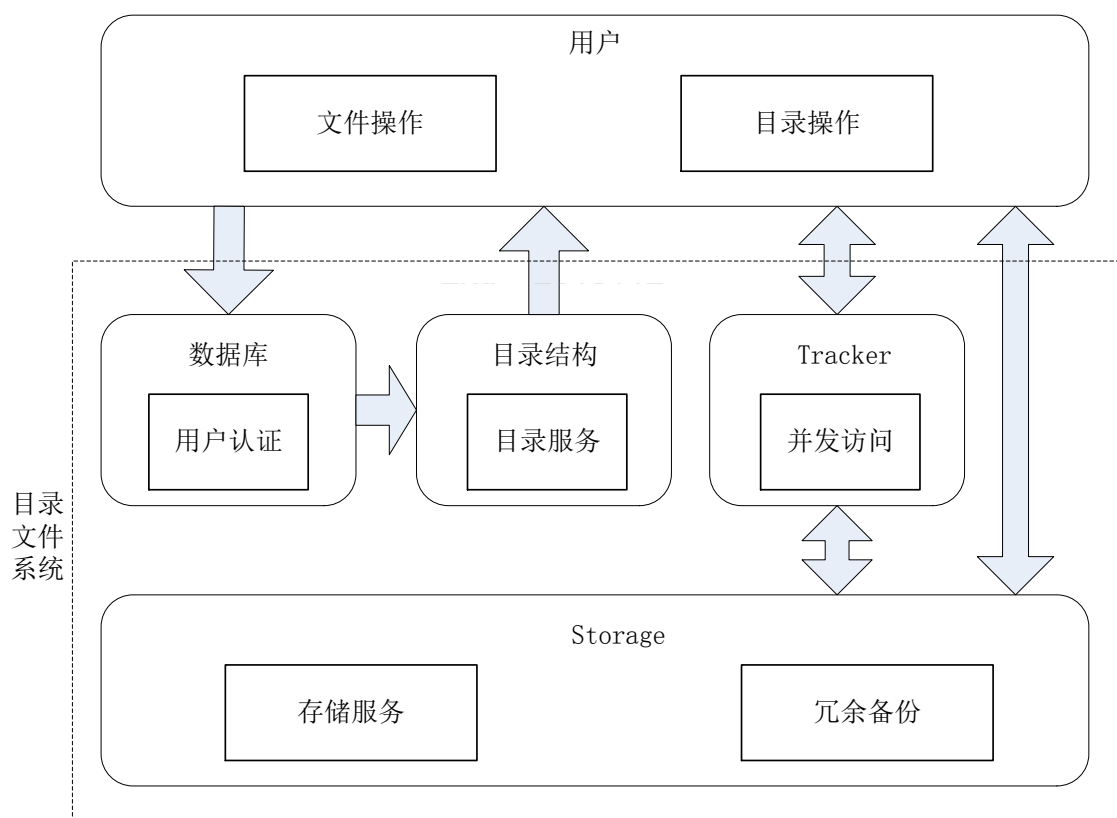 用户
文件操作
目录操作
数据库
目录结构
Tracker
用户认证
目录服务
并发访问
目录
文件
系统
Storage
存储服务
冗余备份